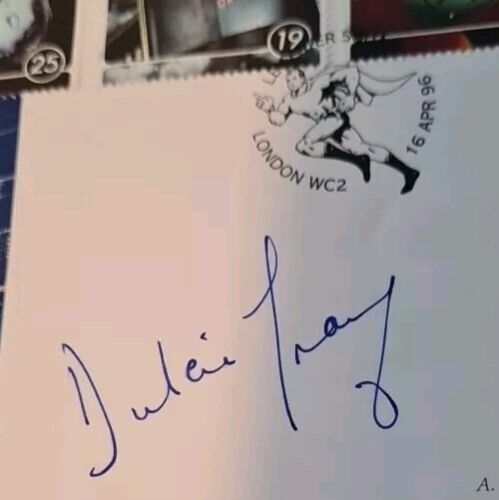 25
19
LONDON WC2
16 APR 96
Dulcie Gray
A.